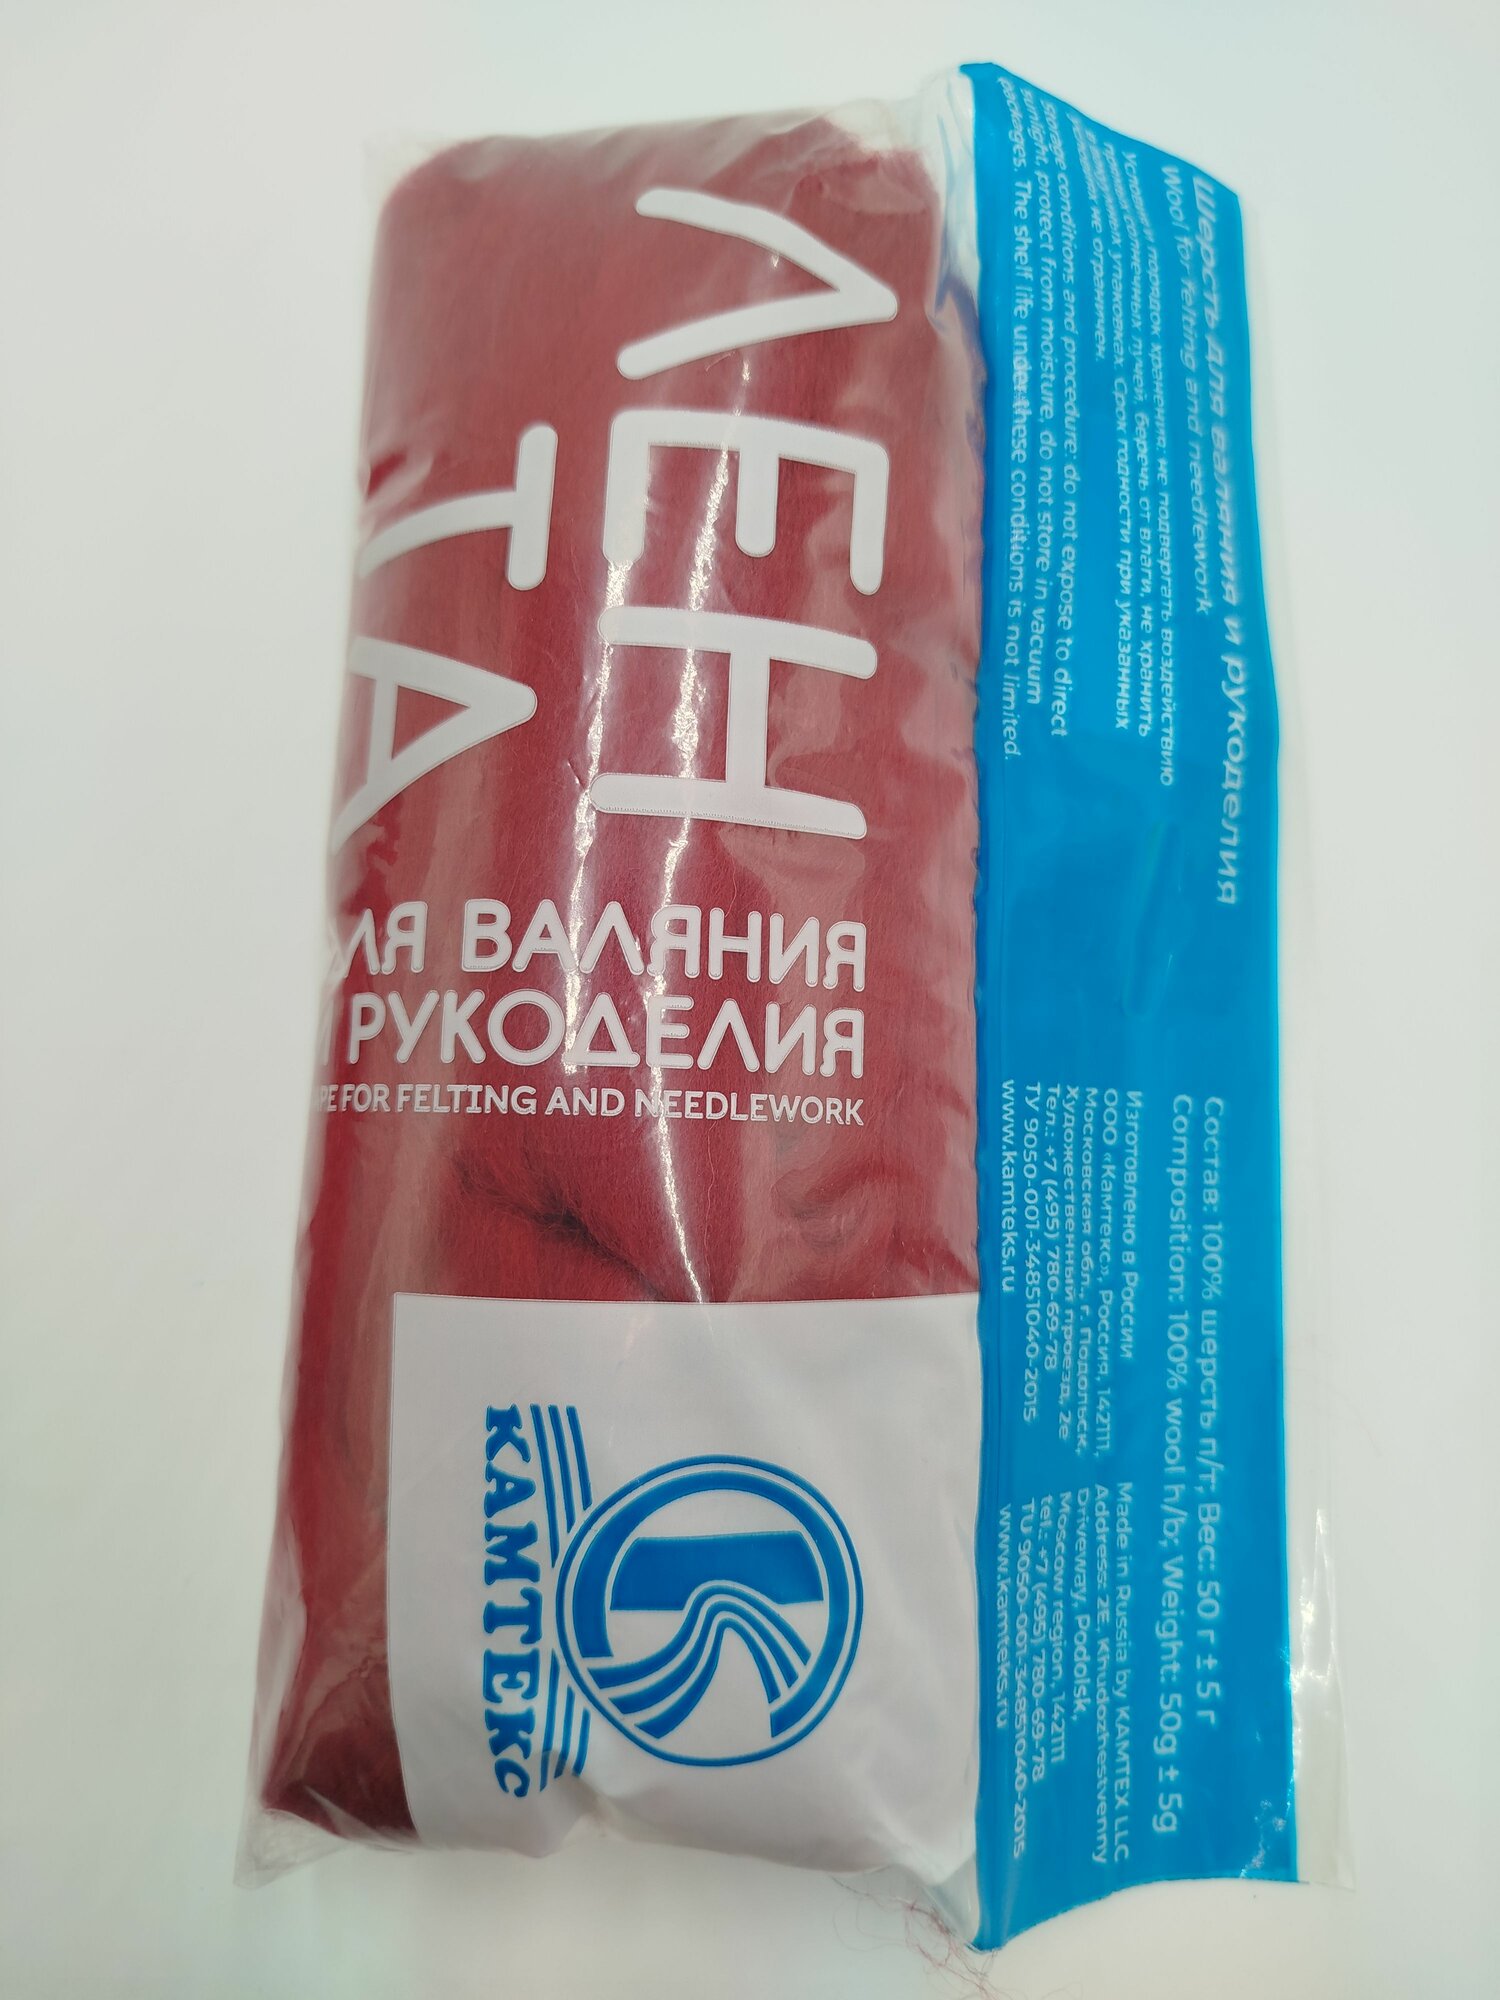 ЛЕН
ТА
ДЛЯ ВАЛЯНИЯ
И РУКОДЕЛИЯ
PE FOR FELTING AND NEEDLEWORK
КАМТЕКС
Шерсть для валяния и рукоделия
Wool for felting and needlework
Условия и порядок хранения: не подвергать воздействию
прямых солнечных лучей, беречь от влаги, не хранить
в вакуумных упаковках. Срок годности при указанных
условиях не ограничен.
Storage conditions and procedure: do not expose to direct
sunlight, protect from moisture, do not store in vacuum
packages. The shelf life under these conditions is not limited.
Состав: 100% шерсть п/т; Вес: 50 г ± 5 г
Composition: 100% wool h/b; Weight: 50g ± 5g
Изготовлено в России
ООО «Камтекс», Россия, 142111,
Московская обл., г. Подольск,
Художественный проезд, 2е
Тел.: +7 (495) 780-69-78
ТУ 9050-001-34851040-2015
www.kamteks.ru
Made in Russia by KAMTEX LLC
Address: 2E, Khudozhestvenny
Driveway, Podolsk,
Moscow region, 142111
tel.: +7 (495) 780-69-78
TU 9050-001-34851040-2015
www.kamteks.ru